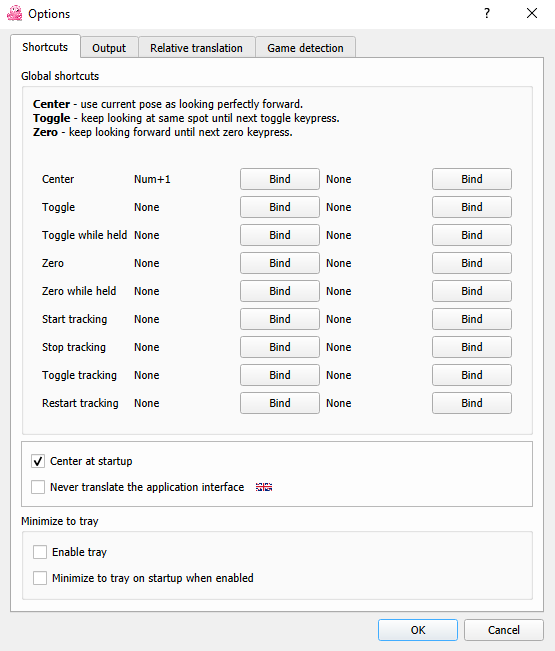 Options
?
Shortcuts Output Relative translation Game detection
Global shortcuts
Center - use current pose as looking perfectly forward.
Toggle - keep looking at same spot until next toggle keypress.
Zero - keep looking forward until next zero keypress.
Center Num+1 Bind None Bind
Toggle None Bind None Bind
Toggle while held None Bind None Bind
Zero None Bind None Bind
Zero while held None Bind None Bind
Start tracking None Bind None Bind
Stop tracking None Bind None Bind
Toggle tracking None Bind None Bind
Restart tracking None Bind None Bind
Center at startup
Never translate the application interface
Minimize to tray
Enable tray
Minimize to tray on startup when enabled
OK Cancel